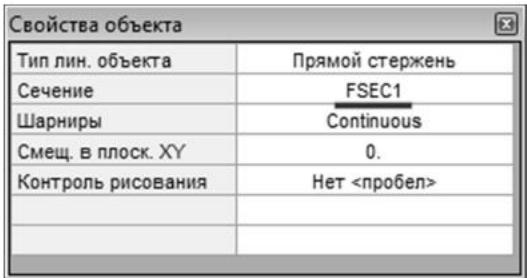 Свойства объекта
Тип лин. объекта Прямой стержень
Сечение FSEC1
Шарниры Continuous
Смещ. в плоск. XY 0.
Контроль рисования Нет <пробел>